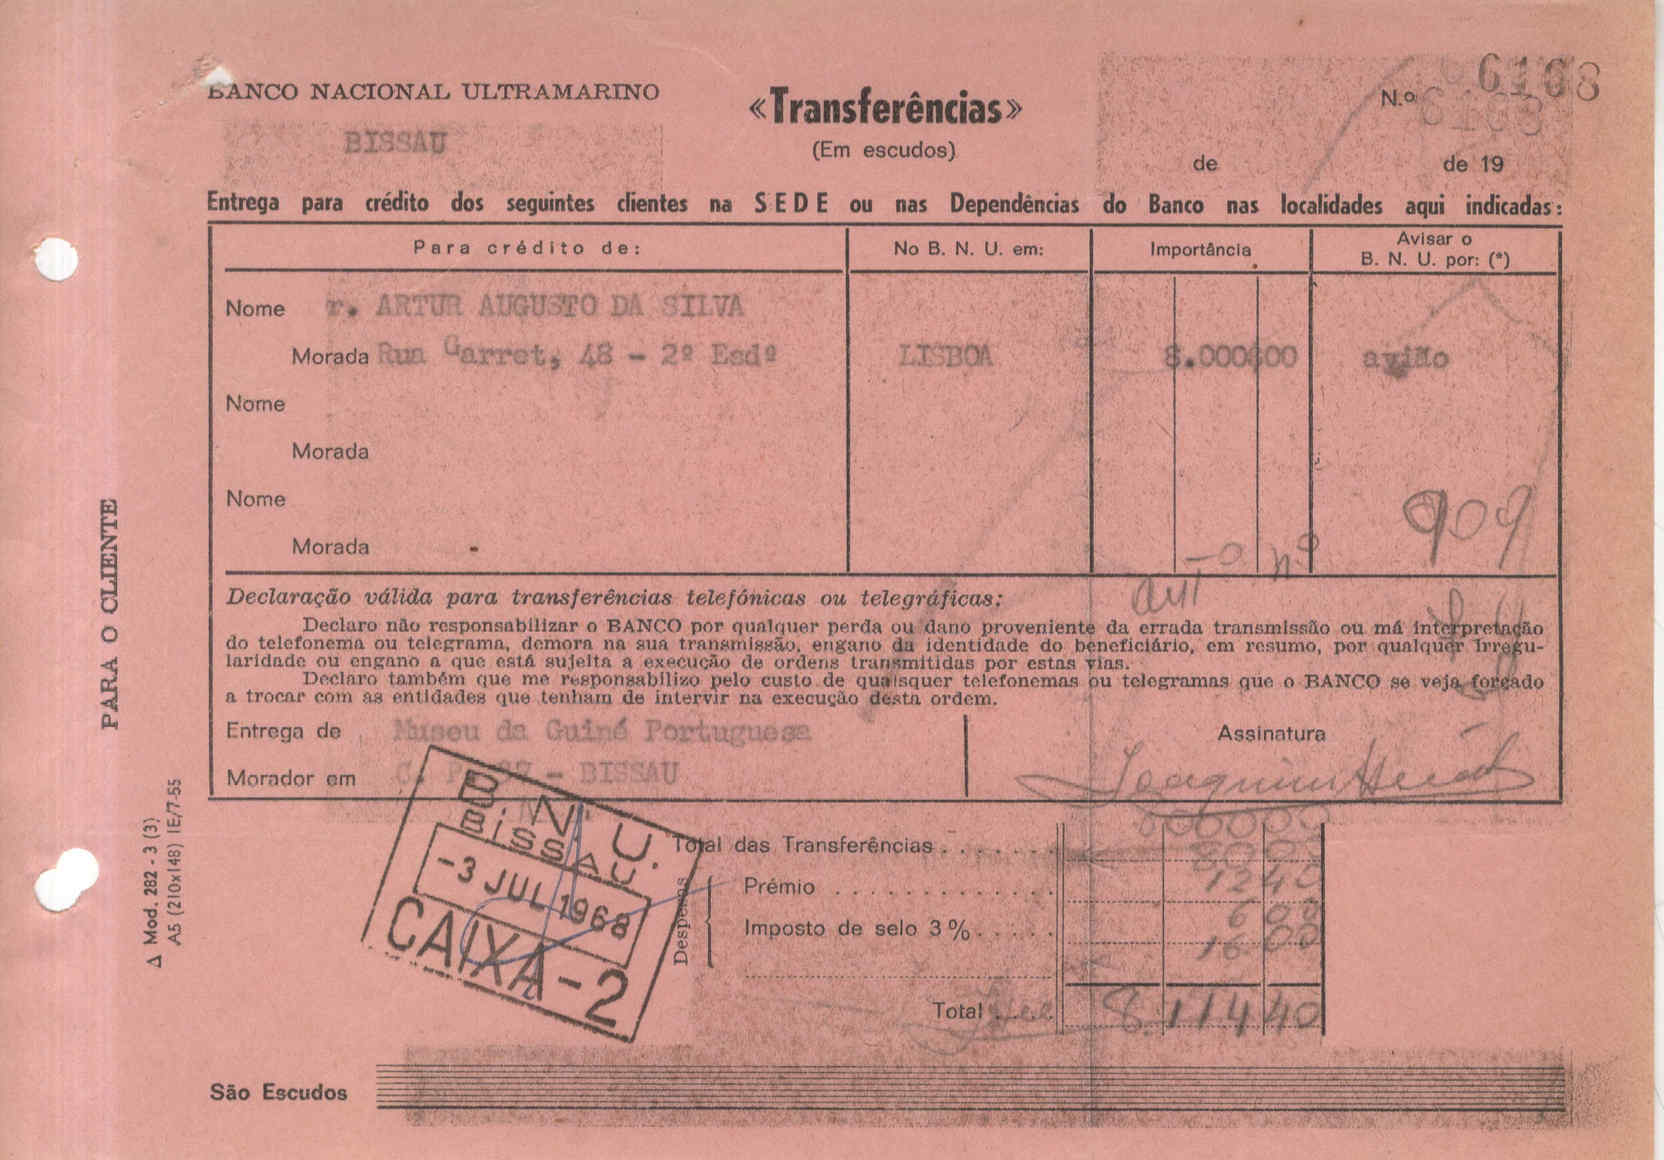 BANCO NACIONAL ULTRAMARINO
BISSAU
«Transferências»
(Em escudos)
N.º 6168
de de 19
Entrega para crédito dos seguintes clientes na SEDE ou nas Dependências do Banco nas localidades aqui indicadas:
Para crédito de: No B. N. U. em: Importância Avisar o B. N. U. por: (*)
Nome r. ARTUR AUGUSTO DA SILVA
Morada Rua Garret, 48 - 2º Esdº LISBOA 8.000$00 avião
Nome
Morada
Nome
Morada
909
aut n.º
Declaração válida para transferências telefónicas ou telegráficas:
Declaro não responsabilizar o BANCO por qualquer perda ou dano proveniente da errada transmissão ou má interpretação
do telefonema ou telegrama, demora na sua transmissão, engano da identidade do beneficiário, em resumo, por qualquer irregu-
laridade ou engano a que está sujeita a execução de ordens transmitidas por estas vias.
Declaro também que me responsabilizo pelo custo de quaisquer telefonemas ou telegramas que o BANCO se veja forçado
a trocar com as entidades que tenham de intervir na execução desta ordem.
Entrega de Museu da Guiné Portuguesa
Assinatura
Morador em C. P. 37 - BISSAU
Joaquim
B. N. U.
BISSAU
-3 JUL 1968
CAIXA-2
Total das Transferências
Despesas
Prémio
Imposto de selo 3%
Total 8.114 40
São Escudos
PARA O CLIENTE
Δ Mod. 282 - 3 (3)
A5 (210x148) IE/7-55